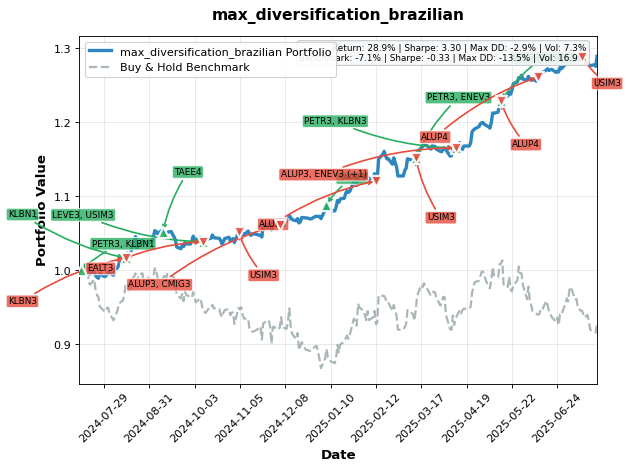 max_diversification_brazilian
eturn: 28.9% | Sharpe: 3.30 | Max DD: -2.9% | Vol: 7.3%
enchmark: -7.1% | Sharpe: -0.33 | Max DD: -13.5% | Vol: 16.9
max_diversification_brazilian Portfolio
Buy & Hold Benchmark
1.3
1.2
1.1
1.0
0.9
Portfolio Value
USIM3
PETR3, ENEV3
PETR3, KLBN3
ALUP4
ALUP4
TAEE4
ALUP3, ENEV3 (+1)
KLBN1
LEVE3, USIM3
USIM3
PETR3, KLBN1
EALT3
USIM3
ALUP3, CMIG3
KLBN3
2024-07-29
2024-08-31
2024-10-03
2024-11-05
2024-12-08
2025-01-10
2025-02-12
2025-03-17
2025-04-19
2025-05-22
2025-06-24
Date